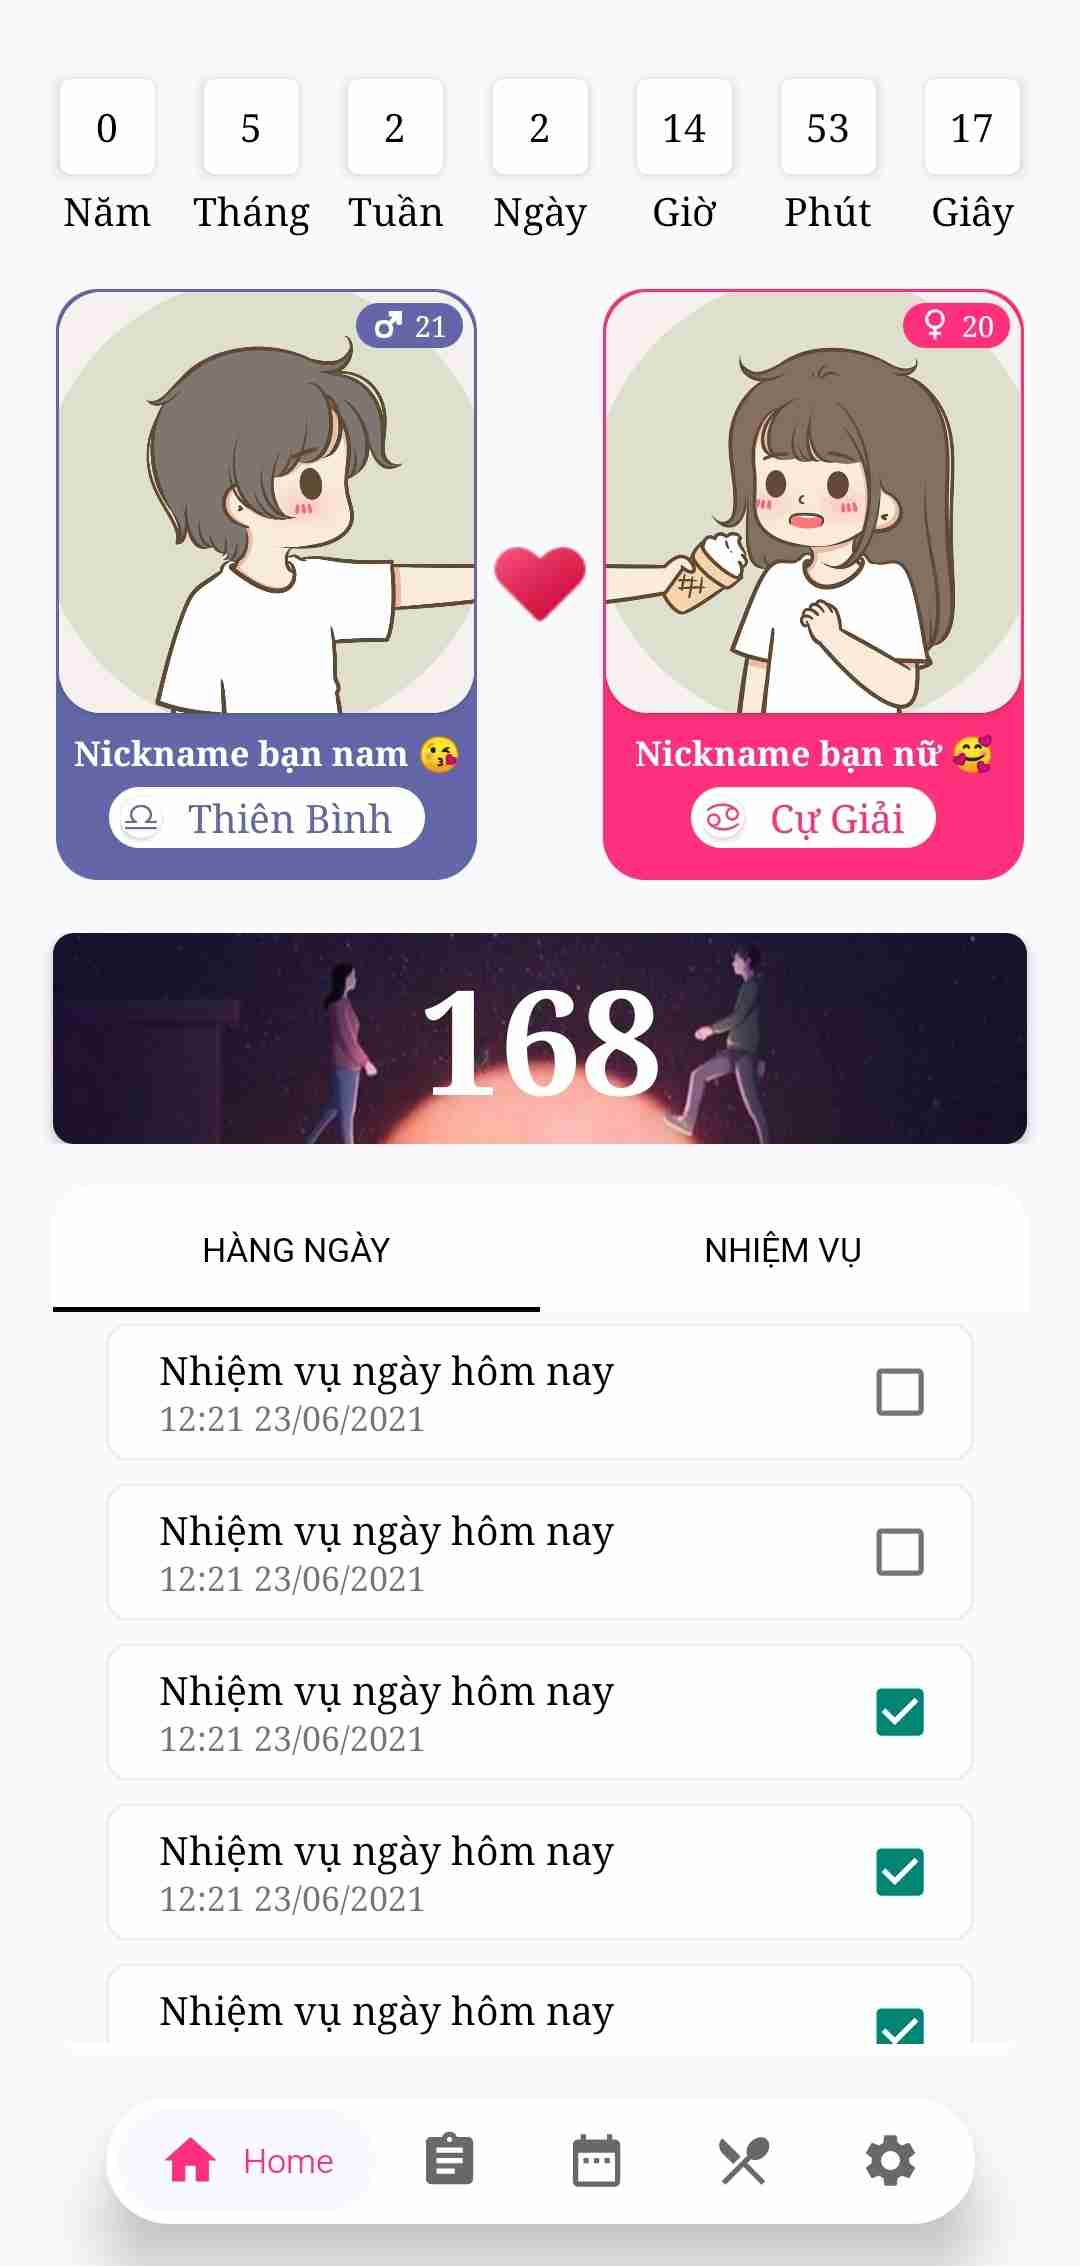 0 5 2 2 14 53 17
Năm Tháng Tuần Ngày Giờ Phút Giây
21
20
Nickname bạn nam 😘
Thiên Bình
Nickname bạn nữ 🥰
Cự Giải
168
HÀNG NGÀY NHIỆM VỤ
Nhiệm vụ ngày hôm nay
12:21 23/06/2021
Nhiệm vụ ngày hôm nay
12:21 23/06/2021
Nhiệm vụ ngày hôm nay
12:21 23/06/2021
Nhiệm vụ ngày hôm nay
12:21 23/06/2021
Nhiệm vụ ngày hôm nay
Home